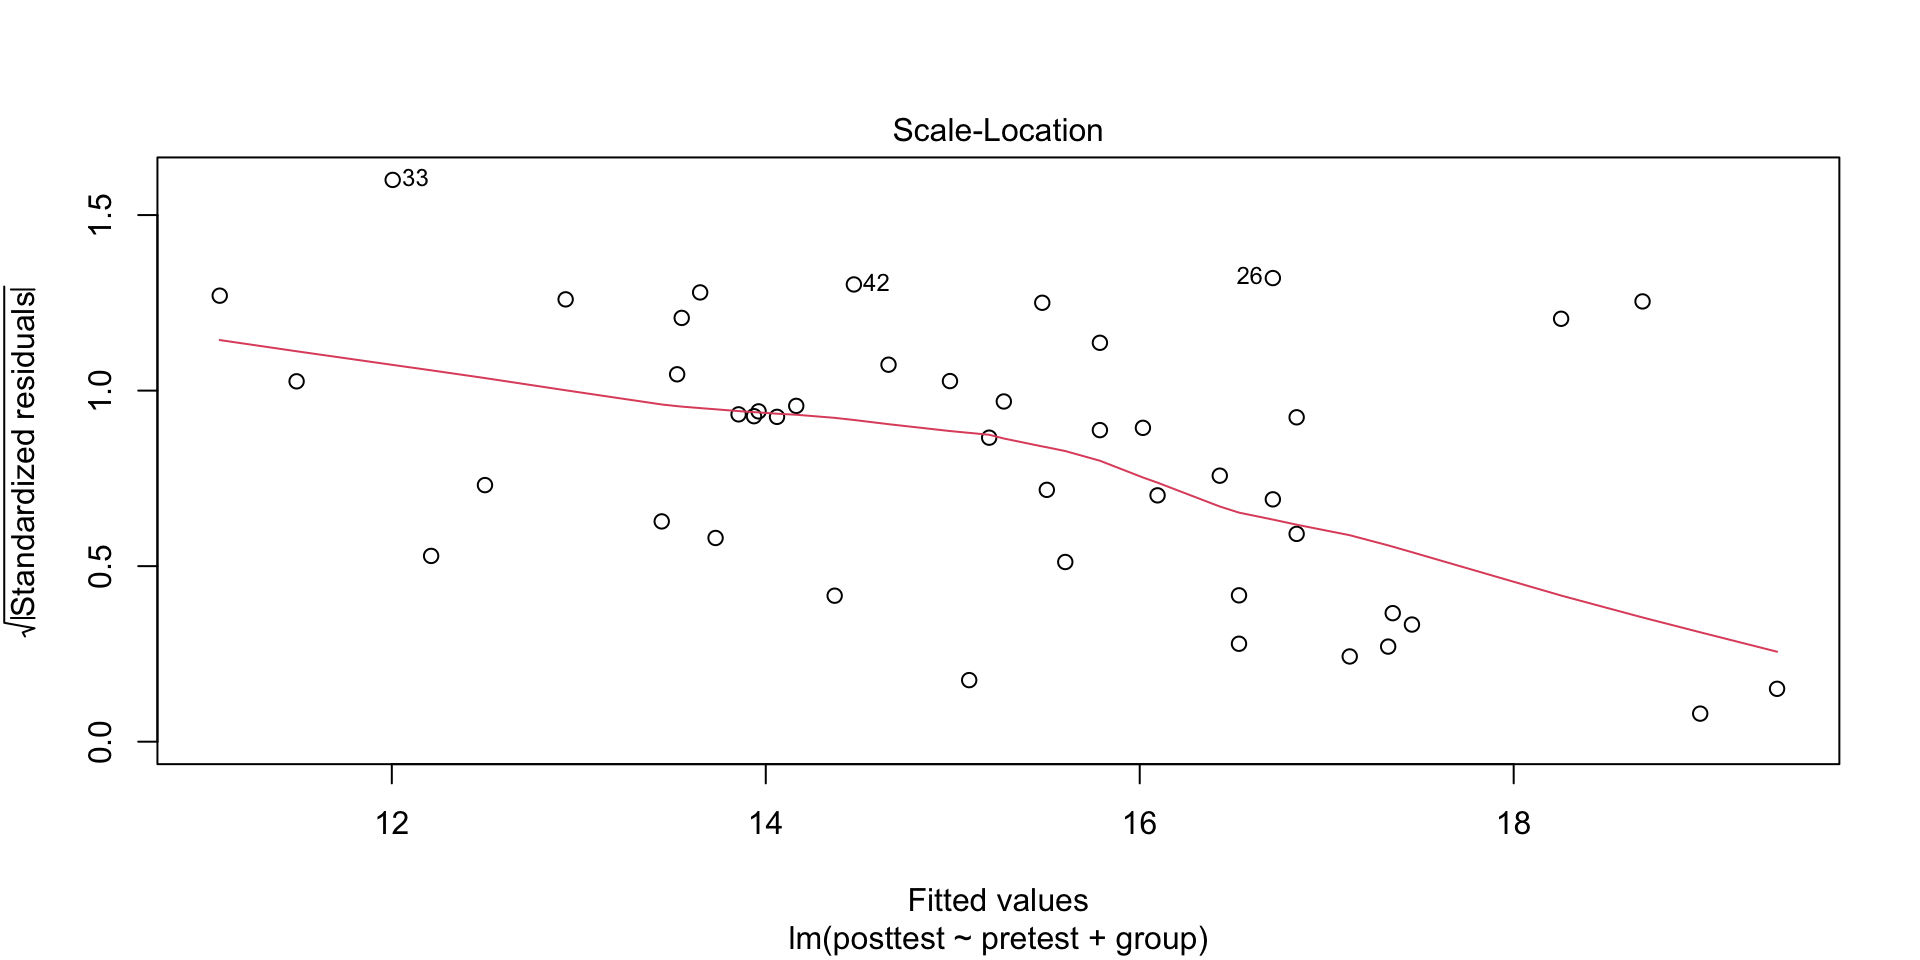 Scale-Location
√|Standardized residuals|
1.5
1.0
0.5
0.0
33
42
26
12 14 16 18
Fitted values
lm(posttest ~ pretest + group)